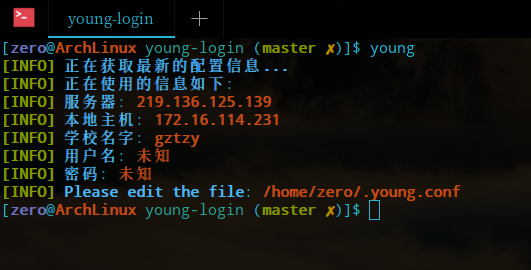 young-login
[zero@ArchLinux young-login (master ✗)]$ young
[INFO] 正在获取最新的配置信息...
[INFO] 正在使用的信息如下:
[INFO] 服务器: 219.136.125.139
[INFO] 本地主机: 172.16.114.231
[INFO] 学校名字: gztzy
[INFO] 用户名: 未知
[INFO] 密码: 未知
[INFO] Please edit the file: /home/zero/.young.conf
[zero@ArchLinux young-login (master ✗)]$